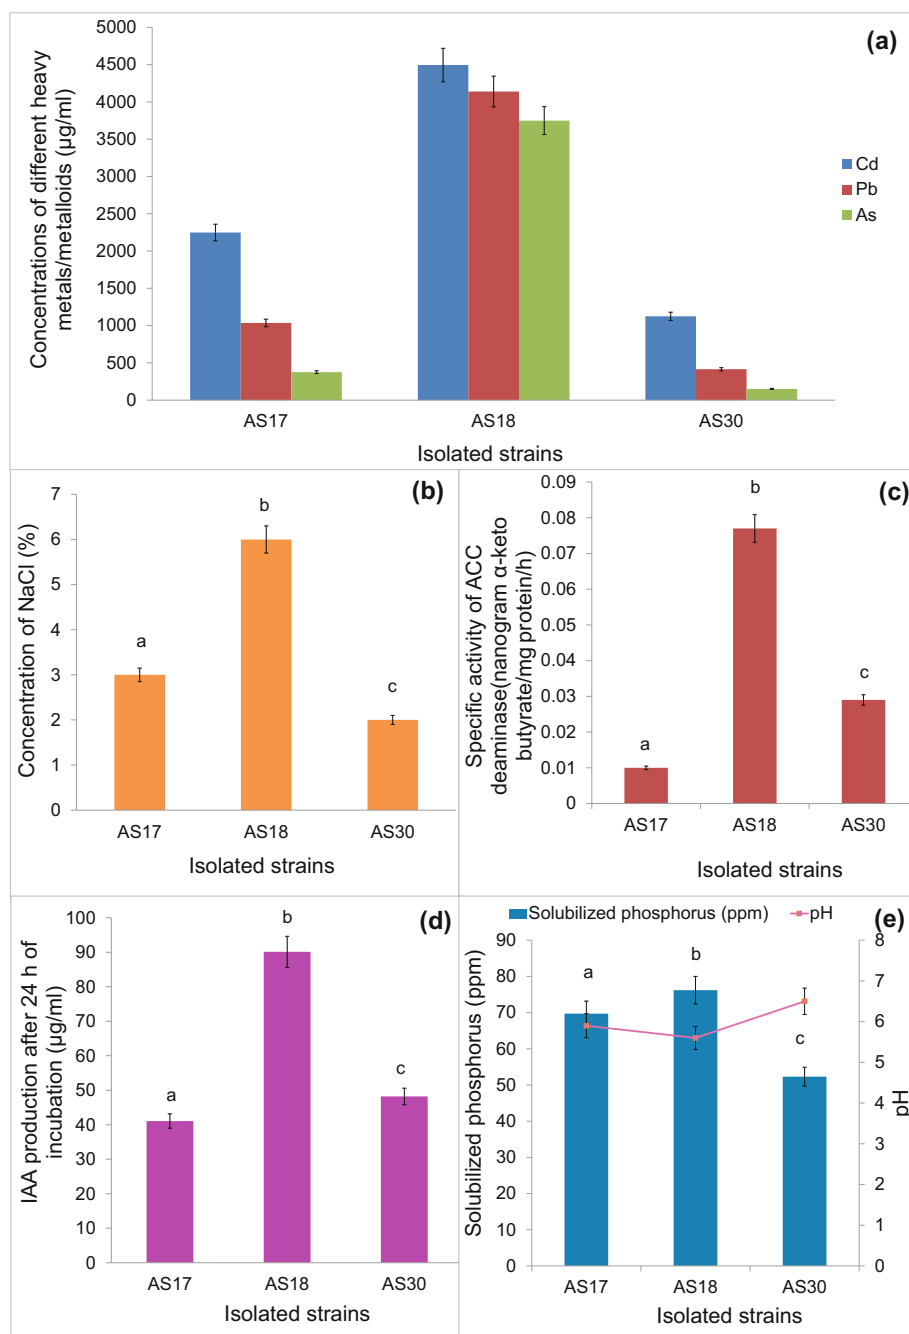 (a)
Concentrations of different heavy
metals/metalloids (µg/ml)
5000
4500
4000
3500
3000
2500
2000
1500
1000
500
0
Cd
Pb
As
AS17 AS18 AS30
Isolated strains
(b)
Concentration of NaCl (%)
7
6
5
4
3
2
1
0
a
b
c
AS17 AS18 AS30
Isolated strains
(c)
Specific activity of ACC
deaminase(nanogram α-keto
butyrate/mg protein/h)
0.09
0.08
0.07
0.06
0.05
0.04
0.03
0.02
0.01
0
a
b
c
AS17 AS18 AS30
Isolated strains
(d)
IAA production after 24 h of
incubation (µg/ml)
100
90
80
70
60
50
40
30
20
10
0
a
b
c
AS17 AS18 AS30
Isolated strains
(e)
Solubilized phosphorus (ppm) pH
Solubilized phosphorus (ppm)
90
80
70
60
50
40
30
20
10
0
a
b
c
8
7
6
5
4
3
2
1
0
pH
AS17 AS18 AS30
Isolated strains